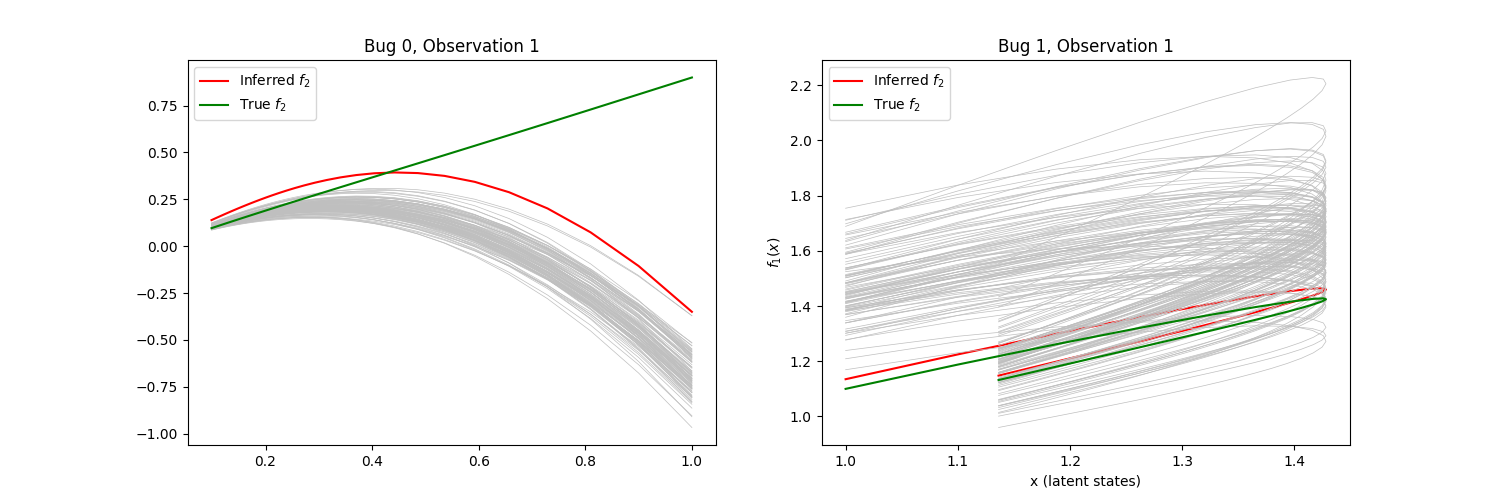 Bug 0, Observation 1
Inferred f₂
True f₂
0.75
0.50
0.25
0.00
−0.25
−0.50
−0.75
−1.00
0.2 0.4 0.6 0.8 1.0
Bug 1, Observation 1
Inferred f₂
True f₂
2.2
2.0
1.8
1.6
1.4
1.2
1.0
f₁(x)
1.0 1.1 1.2 1.3 1.4
x (latent states)